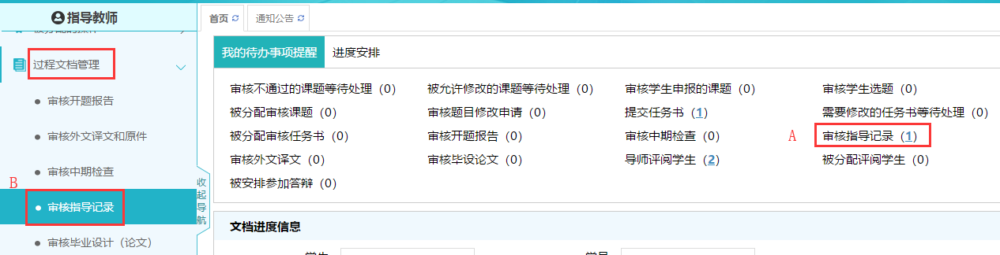 指导教师
首页
通知公告
过程文档管理
审核开题报告
审核外文译文和原件
审核中期检查
B
审核指导记录
审核毕业设计（论文）
收起导航
我的待办事项提醒
进度安排
审核不通过的课题等待处理（0）
被允许修改的课题等待处理（0）
审核学生申报的课题（0）
审核学生选题（0）
被分配审核课题（0）
审核题目修改申请（0）
提交任务书（1）
需要修改的任务书等待处理（0）
被分配审核任务书（0）
审核开题报告（0）
审核中期检查（0）
A
审核指导记录（1）
审核外文译文（0）
审核毕设论文（0）
导师评阅学生（2）
被分配评阅学生（0）
被安排参加答辩（0）
文档进度信息